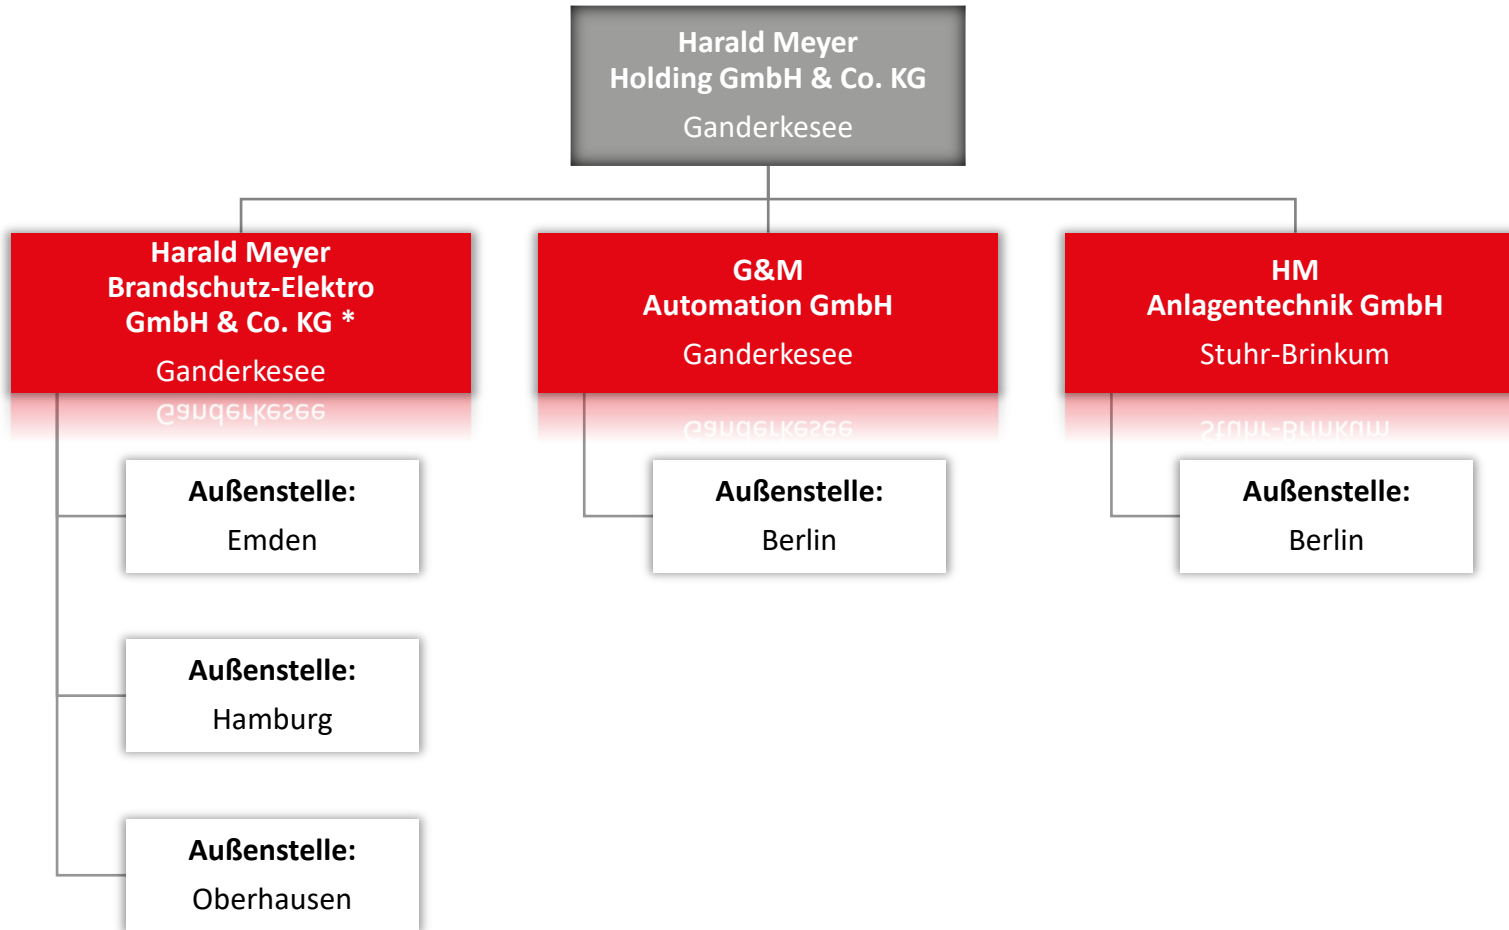 Harald Meyer
Holding GmbH & Co. KG
Ganderkesee
Harald Meyer
Brandschutz-Elektro
GmbH & Co. KG *
Ganderkesee
G&M
Automation GmbH
Ganderkesee
HM
Anlagentechnik GmbH
Stuhr-Brinkum
Außenstelle:
Emden
Außenstelle:
Hamburg
Außenstelle:
Oberhausen
Außenstelle:
Berlin
Außenstelle:
Berlin